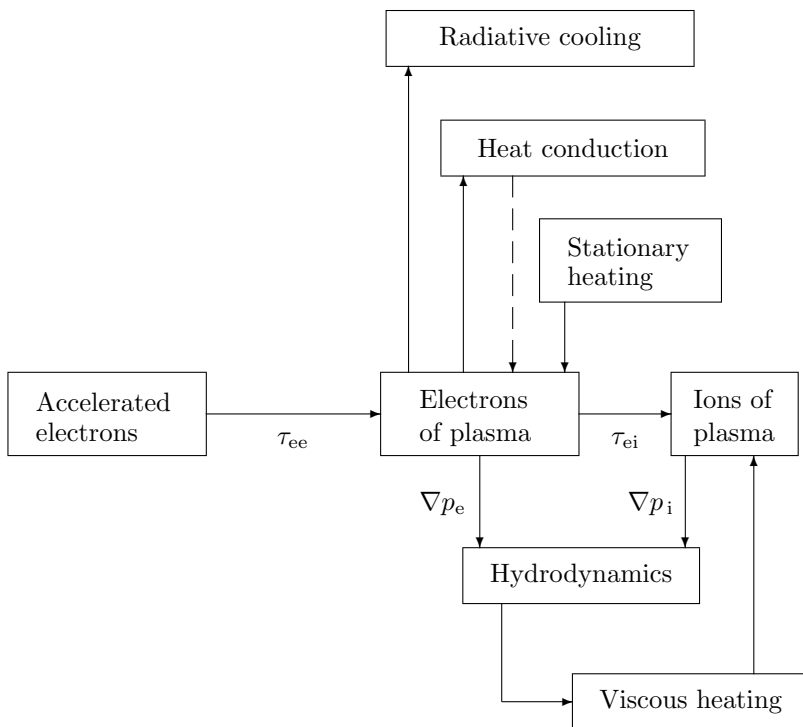 Radiative cooling
Heat conduction
Stationary
heating
Accelerated
electrons
τee
Electrons
of plasma
τei
Ions of
plasma
∇pe
∇pi
Hydrodynamics
Viscous heating